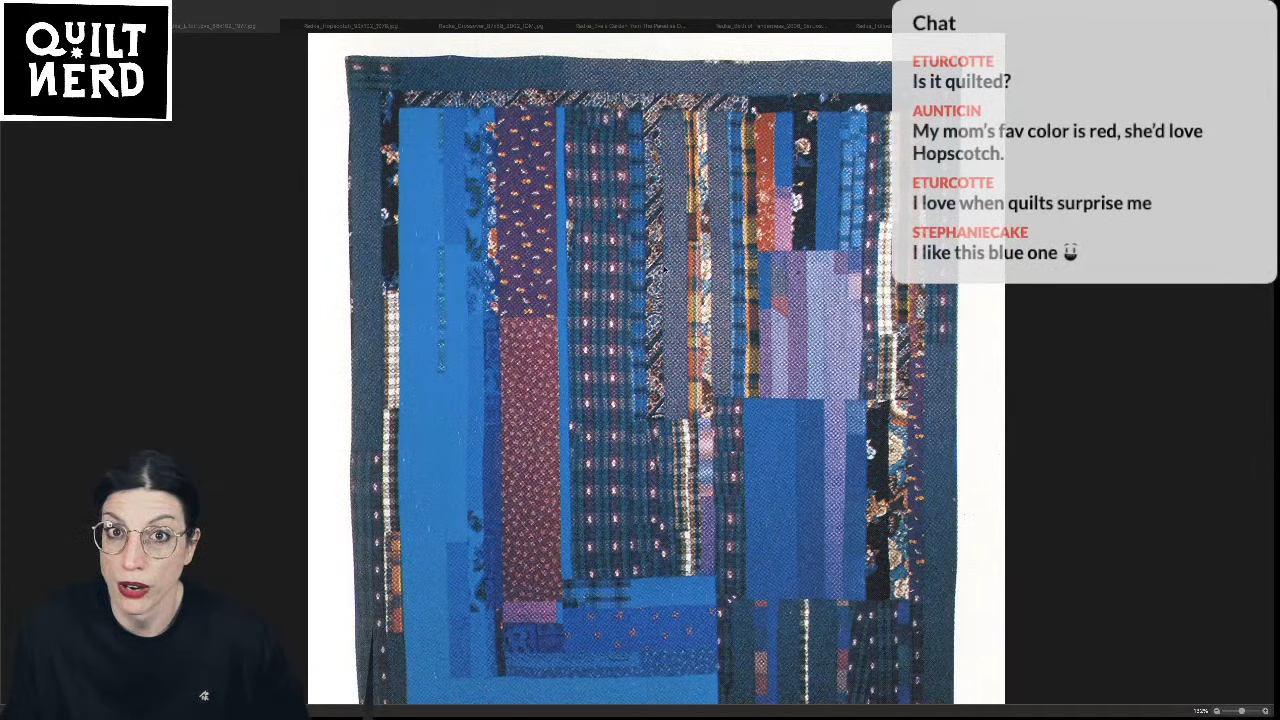 QUILT
NERD
Chat
ETURCOTTE
Is it quilted?
AUNTICIN
My mom's fav color is red, she'd love
Hopscotch.
ETURCOTTE
I love when quilts surprise me
STEPHANIECAKE
I like this blue one